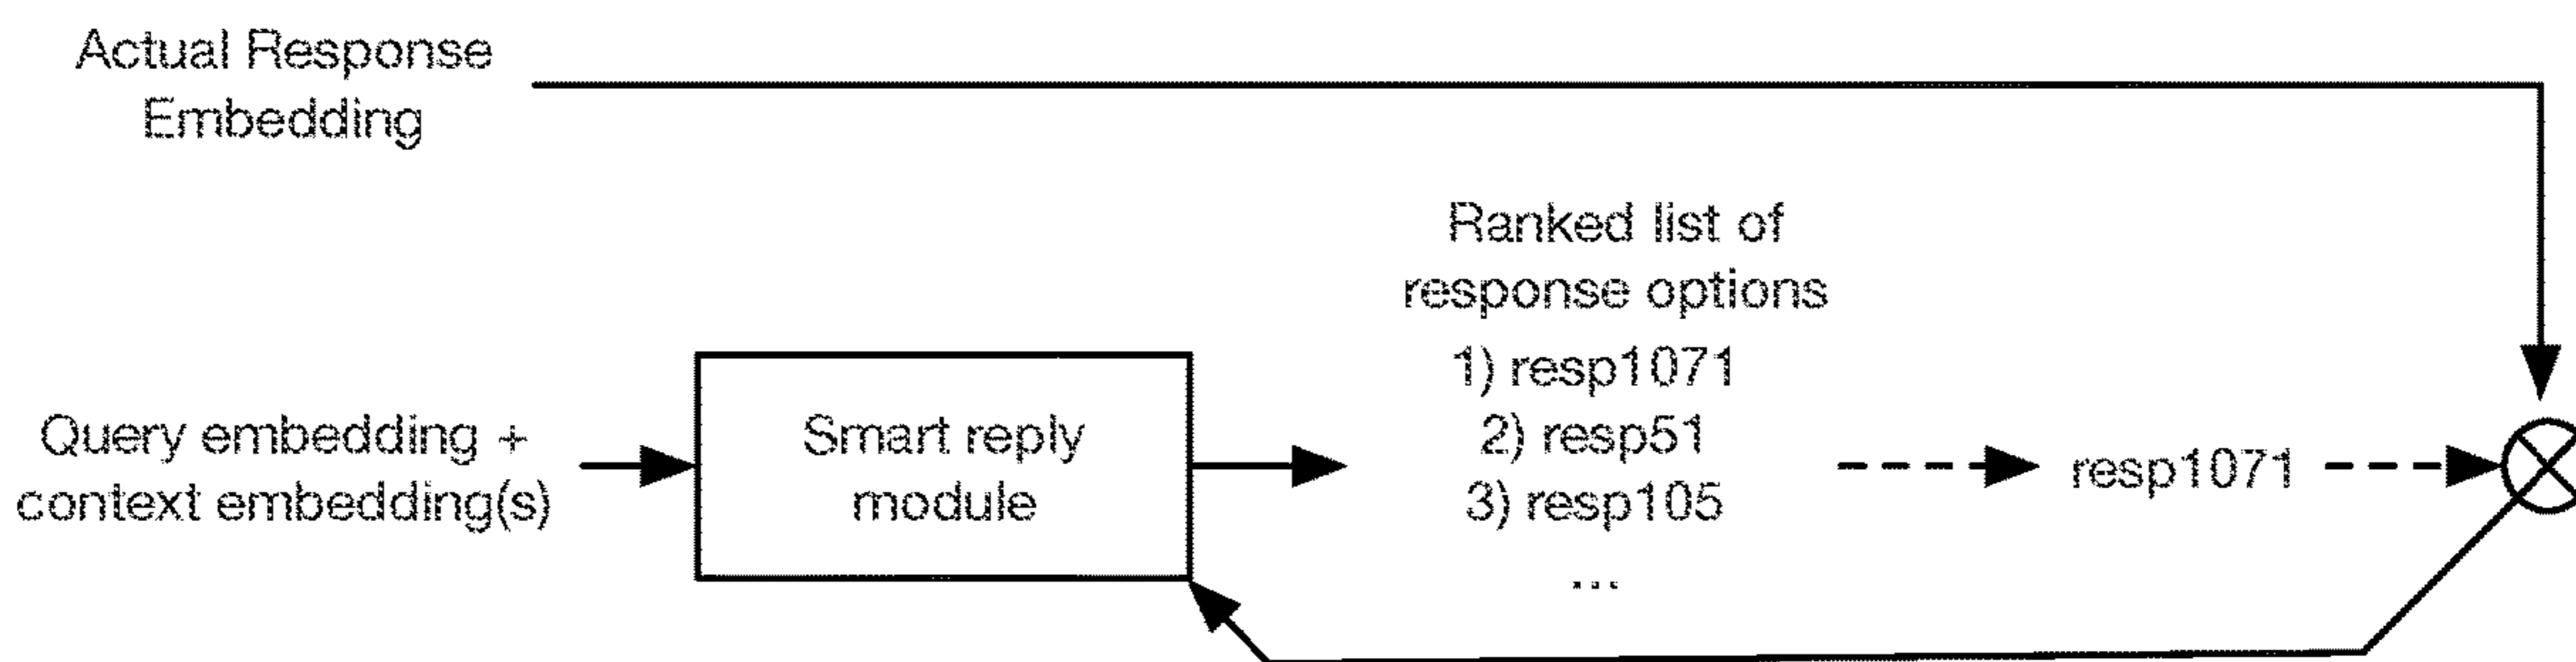 Actual Response
Embedding
Query embedding +
context embedding(s)
Smart reply
module
Ranked list of
response options
1) resp1071
2) resp51
3) resp105
...
resp1071